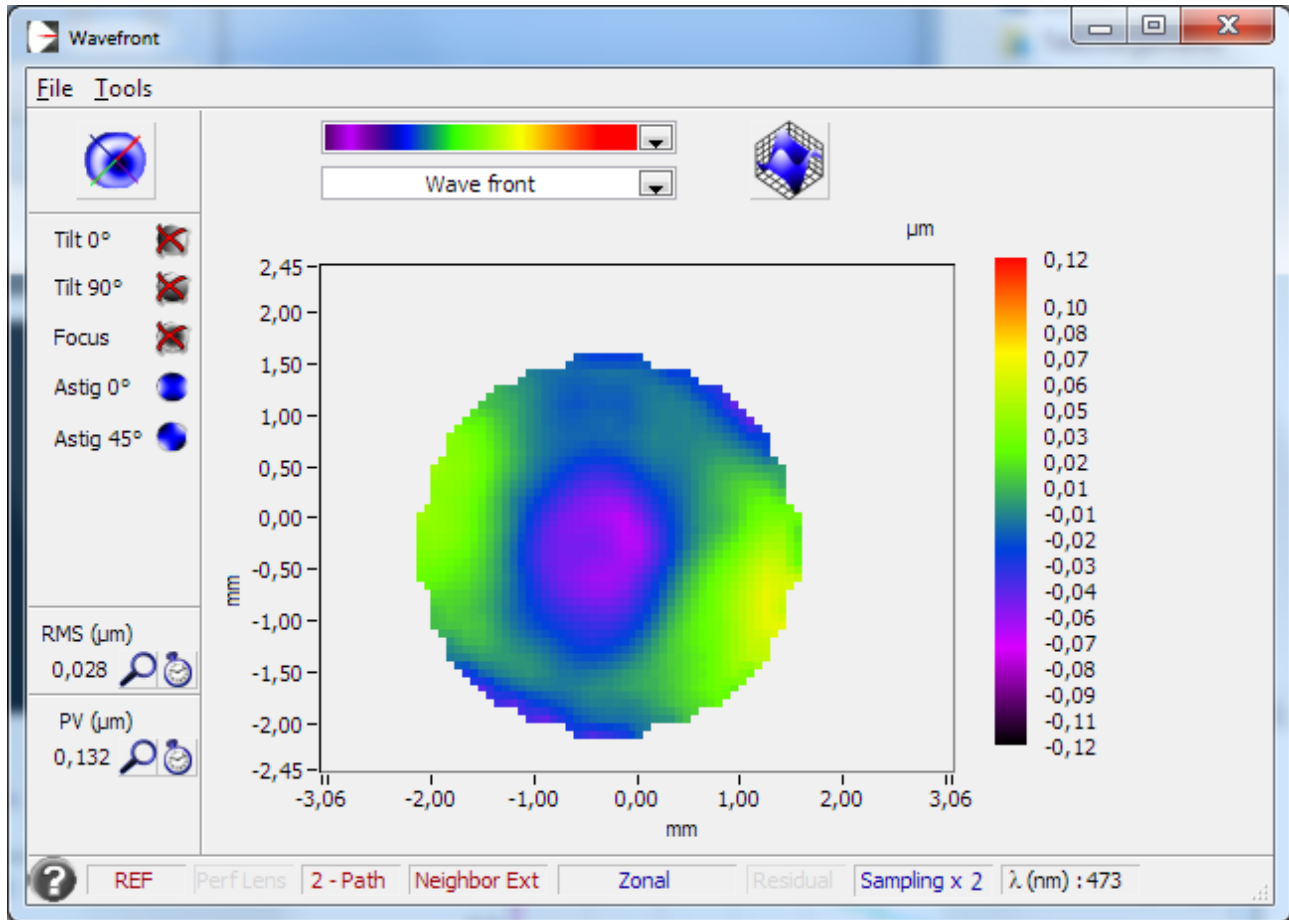 Wavefront
File Tools
Wave front
µm
Tilt 0°
Tilt 90°
Focus
Astig 0°
Astig 45°
RMS (µm)
0,028
PV (µm)
0,132
2,45
2,00
1,50
1,00
0,50
0,00
-0,50
-1,00
-1,50
-2,00
-2,45
mm
-3,06 -2,00 -1,00 0,00 1,00 2,00 3,06
mm
0,12
0,10
0,08
0,07
0,06
0,05
0,03
0,02
0,01
-0,01
-0,02
-0,03
-0,04
-0,06
-0,07
-0,08
-0,09
-0,11
-0,12
? REF Perf Lens 2 - Path Neighbor Ext Zonal Residual Sampling x 2 λ (nm) : 473